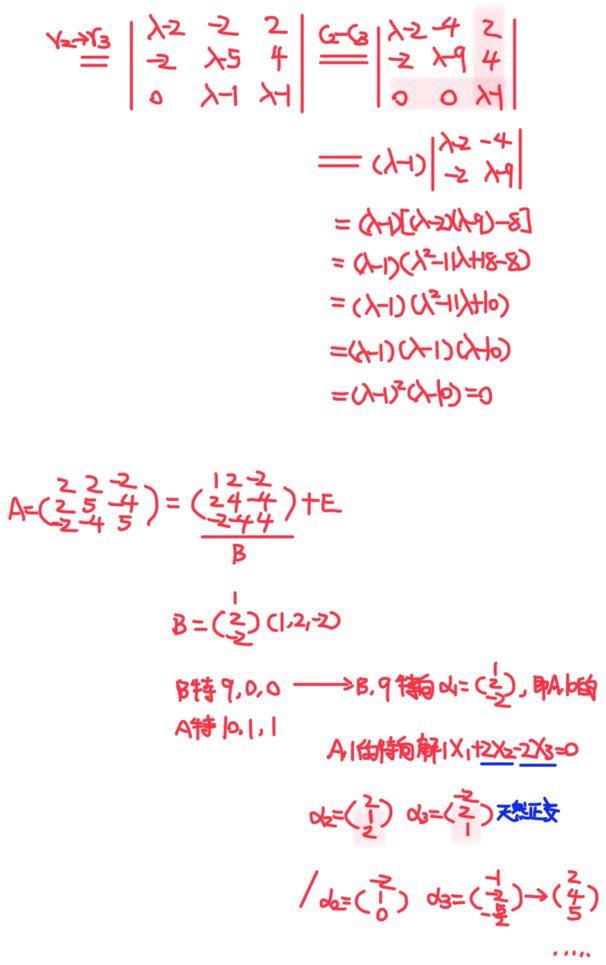 r₂→r₃ = | λ-2 -2 2 | C₂-C₃ = | λ-2 -4 2 |
| -2 λ-5 4 | | -2 λ-9 4 |
| 0 λ-1 λ-1 | | 0 0 λ-1 |
= (λ-1) | λ-2 -4 |
| -2 λ-9 |
= (λ-1)[(λ-2)(λ-9)-8]
= (λ-1)(λ²-11λ+18-8)
= (λ-1)(λ²-11λ+10)
=(λ-1)(λ-1)(λ-10)
=(λ-1)²(λ-10)=0
A=( 2 2 -2 ) = ( 1 2 -2 ) +E
2 5 -4 2 4 -4
-2 -4 5 -2 -4 4
B
B = ( 1 2 -2 ) (1,2,-2)
B特 9,0,0 → B,9特向 α₁=( 1 2 -2 ), 即A,10的
A特 10,1,1
A,1的特向解 1X₁+2X₂-2X₃=0
α₂=( 2 1 2 ) α₃=( -2 2 1 ) 天然正交
/ α₂=( -2 1 0 ) α₃=( -1 -2 -5/2 ) → ( 2 4 5 )
.....